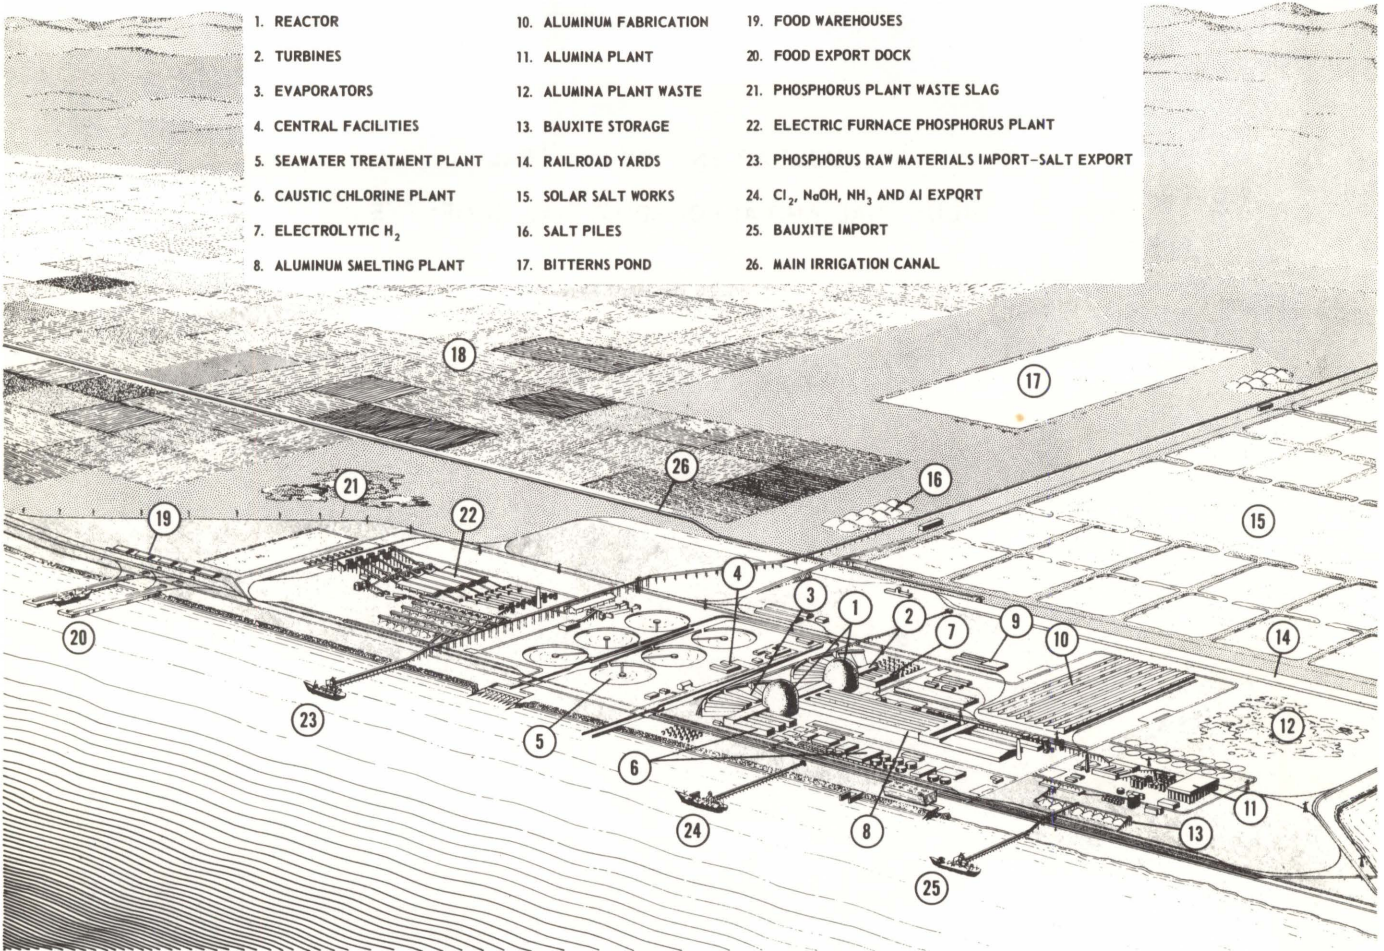 1. REACTOR
2. TURBINES
3. EVAPORATORS
4. CENTRAL FACILITIES
5. SEAWATER TREATMENT PLANT
6. CAUSTIC CHLORINE PLANT
7. ELECTROLYTIC H₂
8. ALUMINUM SMELTING PLANT
10. ALUMINUM FABRICATION
11. ALUMINA PLANT
12. ALUMINA PLANT WASTE
13. BAUXITE STORAGE
14. RAILROAD YARDS
15. SOLAR SALT WORKS
16. SALT PILES
17. BITTERNS POND
19. FOOD WAREHOUSES
20. FOOD EXPORT DOCK
21. PHOSPHORUS PLANT WASTE SLAG
22. ELECTRIC FURNACE PHOSPHORUS PLANT
23. PHOSPHORUS RAW MATERIALS IMPORT-SALT EXPORT
24. Cl₂, NaOH, NH₃ AND Al EXPORT
25. BAUXITE IMPORT
26. MAIN IRRIGATION CANAL
18
17
26
16
21
15
19
22
4
3
1
2
7
9
10
14
20
23
5
12
6
24
8
11
13
25